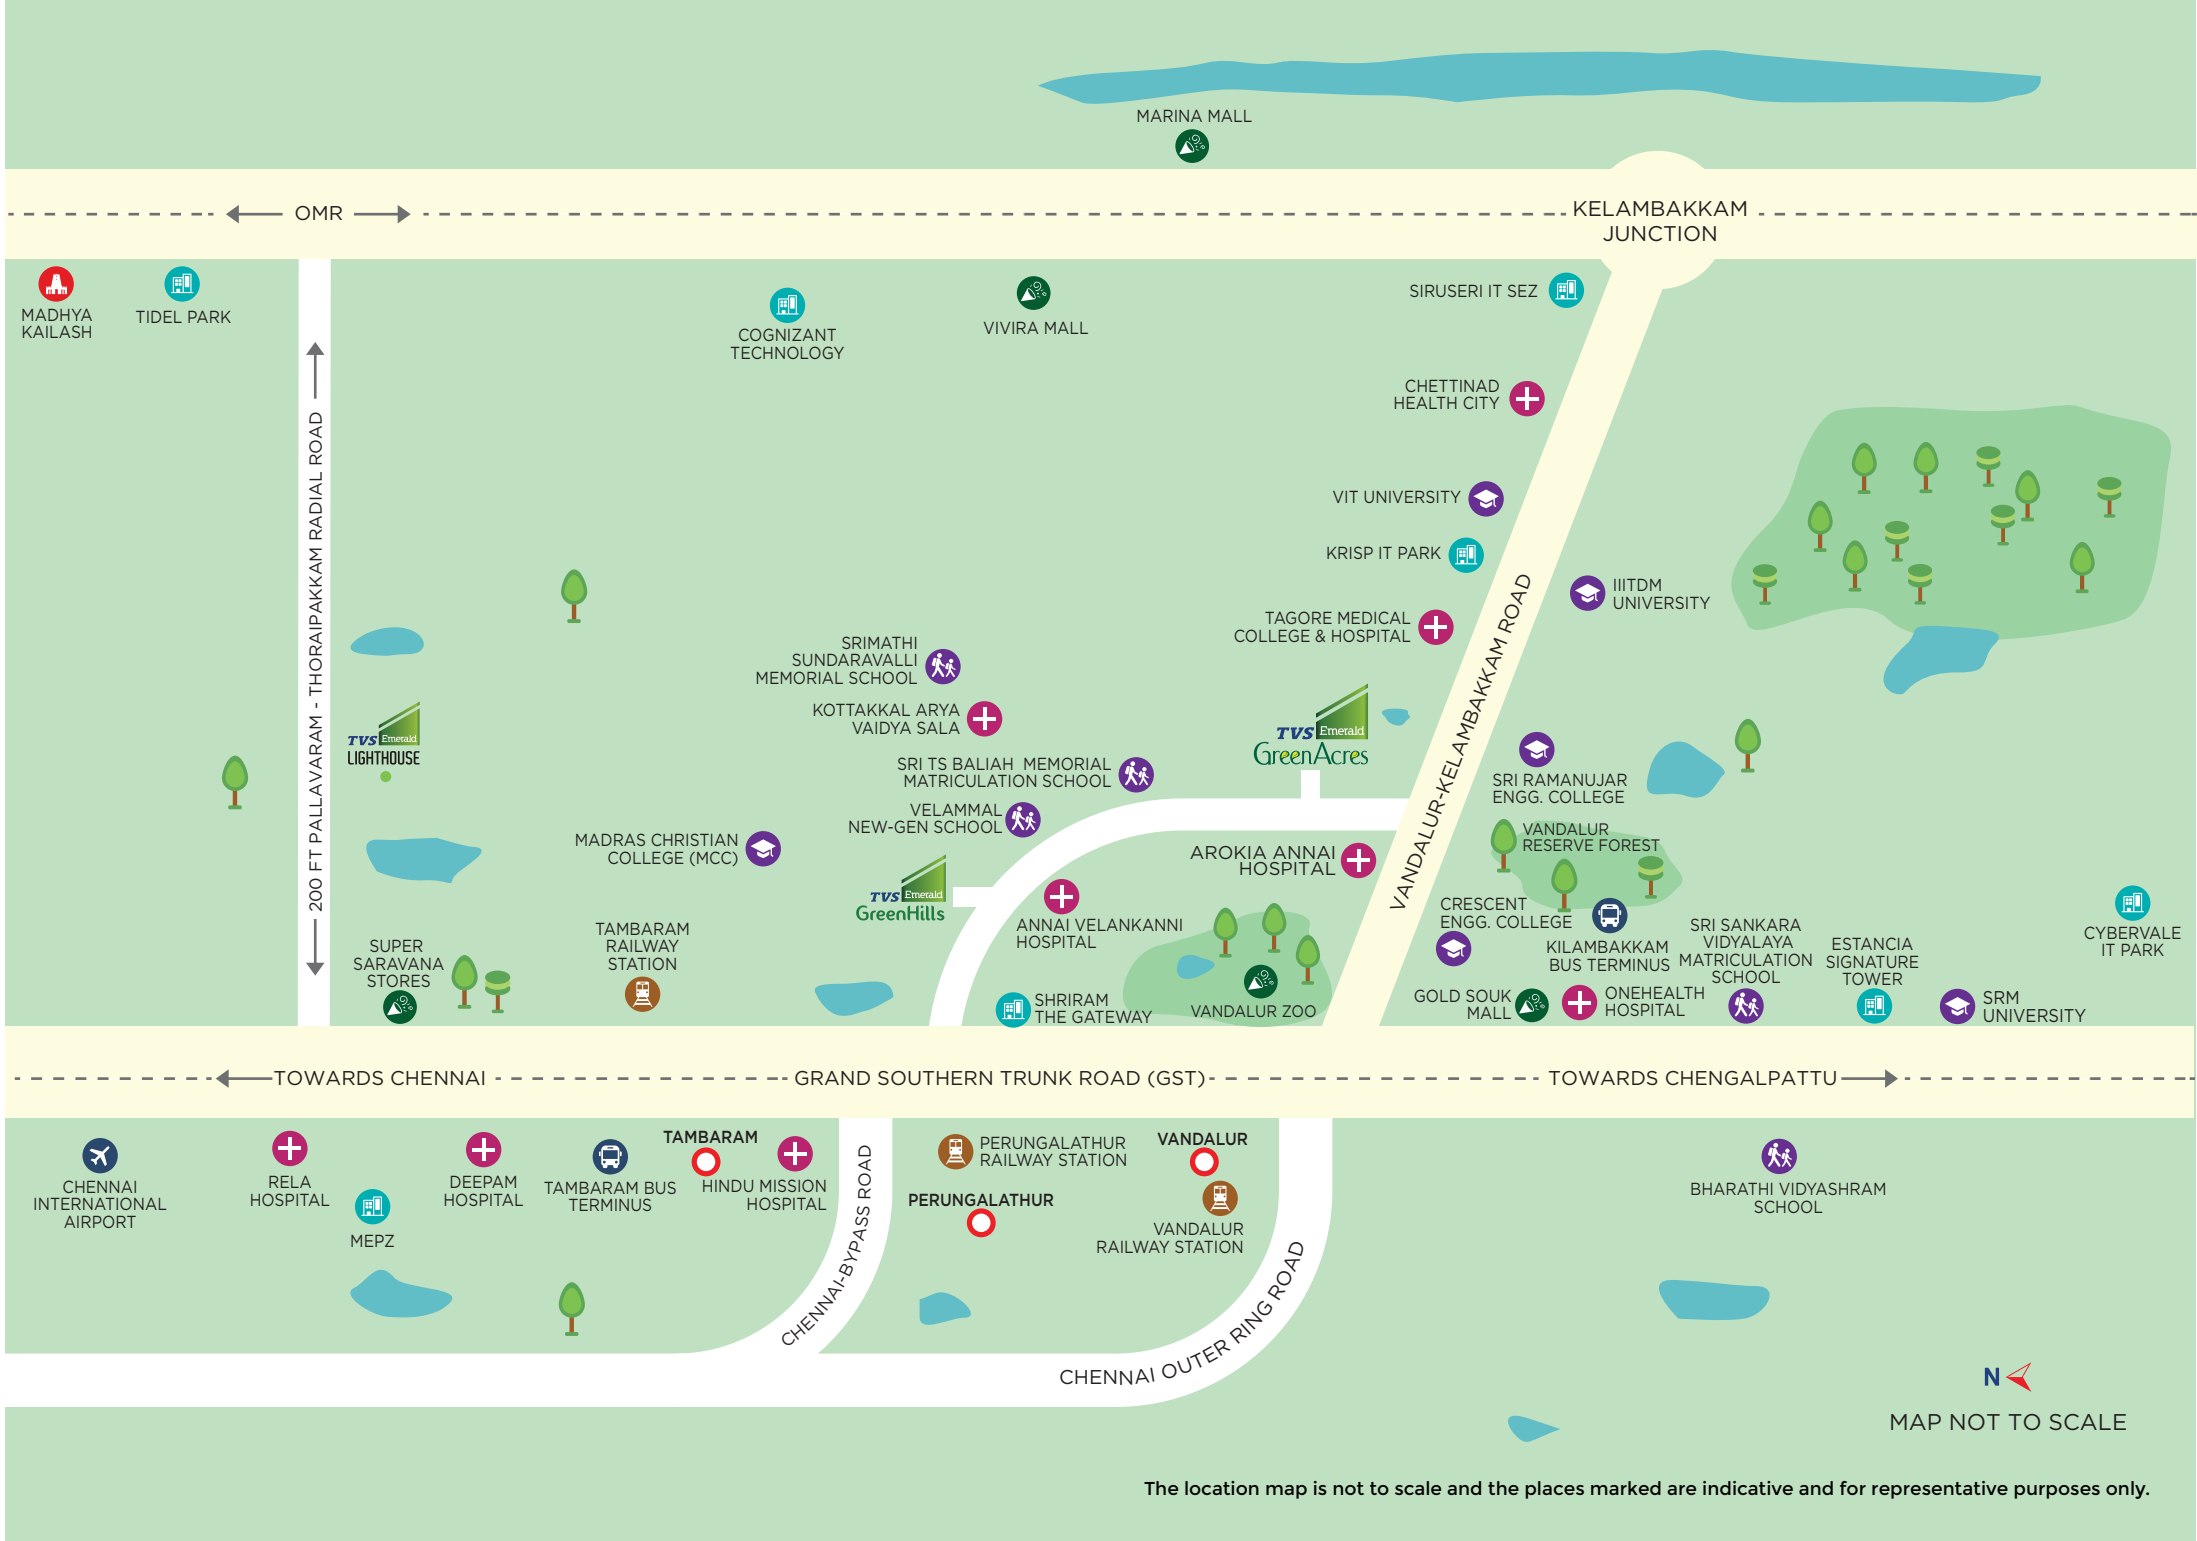 MARINA MALL
OMR
KELAMBAKKAM
JUNCTION
MADHYA
KAILASH
TIDEL PARK
COGNIZANT
TECHNOLOGY
VIVIRA MALL
SIRUSERI IT SEZ
CHETTINAD
HEALTH CITY
VIT UNIVERSITY
KRISP IT PARK
IIITDM
UNIVERSITY
TAGORE MEDICAL
COLLEGE & HOSPITAL
200 FT PALLAVARAM - THORAIPAKKAM RADIAL ROAD
VANDALUR-KELAMBAKKAM ROAD
SRIMATHI
SUNDARAVALLI
MEMORIAL SCHOOL
KOTTAKKAL ARYA
VAIDYA SALA
TVS Emerald
LIGHTHOUSE
TVS Emerald
GreenAcres
SRI TS BALIAH MEMORIAL
MATRICULATION SCHOOL
VELAMMAL
NEW-GEN SCHOOL
SRI RAMANUJAR
ENGG. COLLEGE
MADRAS CHRISTIAN
COLLEGE (MCC)
VANDALUR
RESERVE FOREST
AROKIA ANNAI
HOSPITAL
TVS Emerald
GreenHills
ANNAI VELANKANNI
HOSPITAL
CRESCENT
ENGG. COLLEGE
TAMBARAM
RAILWAY
STATION
SUPER
SARAVANA
STORES
KILAMBAKKAM
BUS TERMINUS
SRI SANKARA
VIDYALAYA
MATRICULATION
SCHOOL
ESTANCIA
SIGNATURE
TOWER
CYBERVALE
IT PARK
SHRIRAM
THE GATEWAY
VANDALUR ZOO
GOLD SOUK
MALL
ONEHEALTH
HOSPITAL
SRM
UNIVERSITY
TOWARDS CHENNAI
GRAND SOUTHERN TRUNK ROAD (GST)
TOWARDS CHENGALPATTU
CHENNAI
INTERNATIONAL
AIRPORT
RELA
HOSPITAL
MEPZ
DEEPAM
HOSPITAL
TAMBARAM BUS
TERMINUS
TAMBARAM
HINDU MISSION
HOSPITAL
CHENNAI-BYPASS ROAD
PERUNGALATHUR
RAILWAY STATION
PERUNGALATHUR
VANDALUR
VANDALUR
RAILWAY STATION
CHENNAI OUTER RING ROAD
BHARATHI VIDYASHRAM
SCHOOL
N
MAP NOT TO SCALE
The location map is not to scale and the places marked are indicative and for representative purposes only.